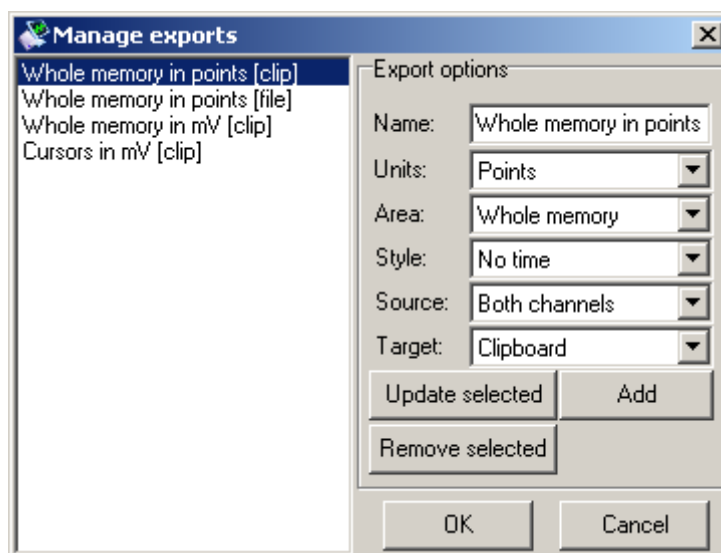 Manage exports
Whole memory in points [clip]
Whole memory in points [file]
Whole memory in mV [clip]
Cursors in mV [clip]
Export options
Name: Whole memory in points
Units: Points
Area: Whole memory
Style: No time
Source: Both channels
Target: Clipboard
Update selected Add
Remove selected
OK Cancel